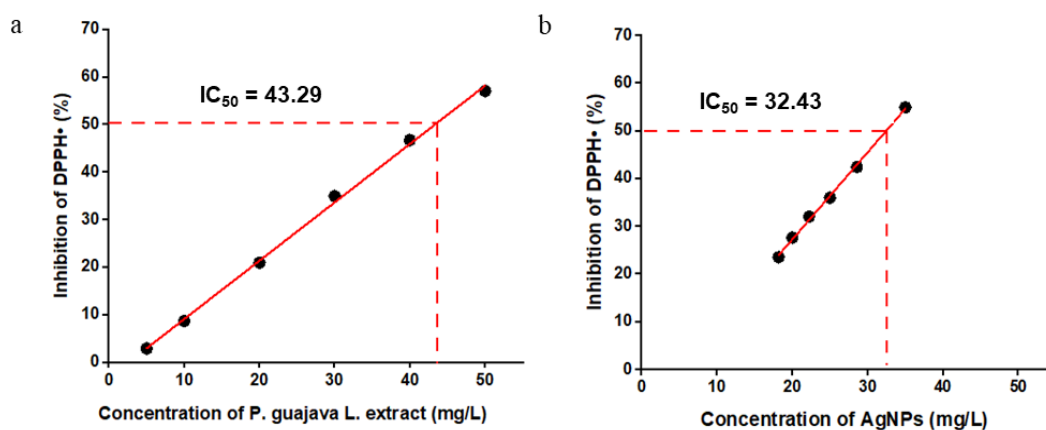 a
70
60
50
40
30
20
10
0
Inhibition of DPPH• (%)
IC50 = 43.29
0 10 20 30 40 50
Concentration of P. guajava L. extract (mg/L)
b
70
60
50
40
30
20
10
0
Inhibition of DPPH• (%)
IC50 = 32.43
0 10 20 30 40 50
Concentration of AgNPs (mg/L)